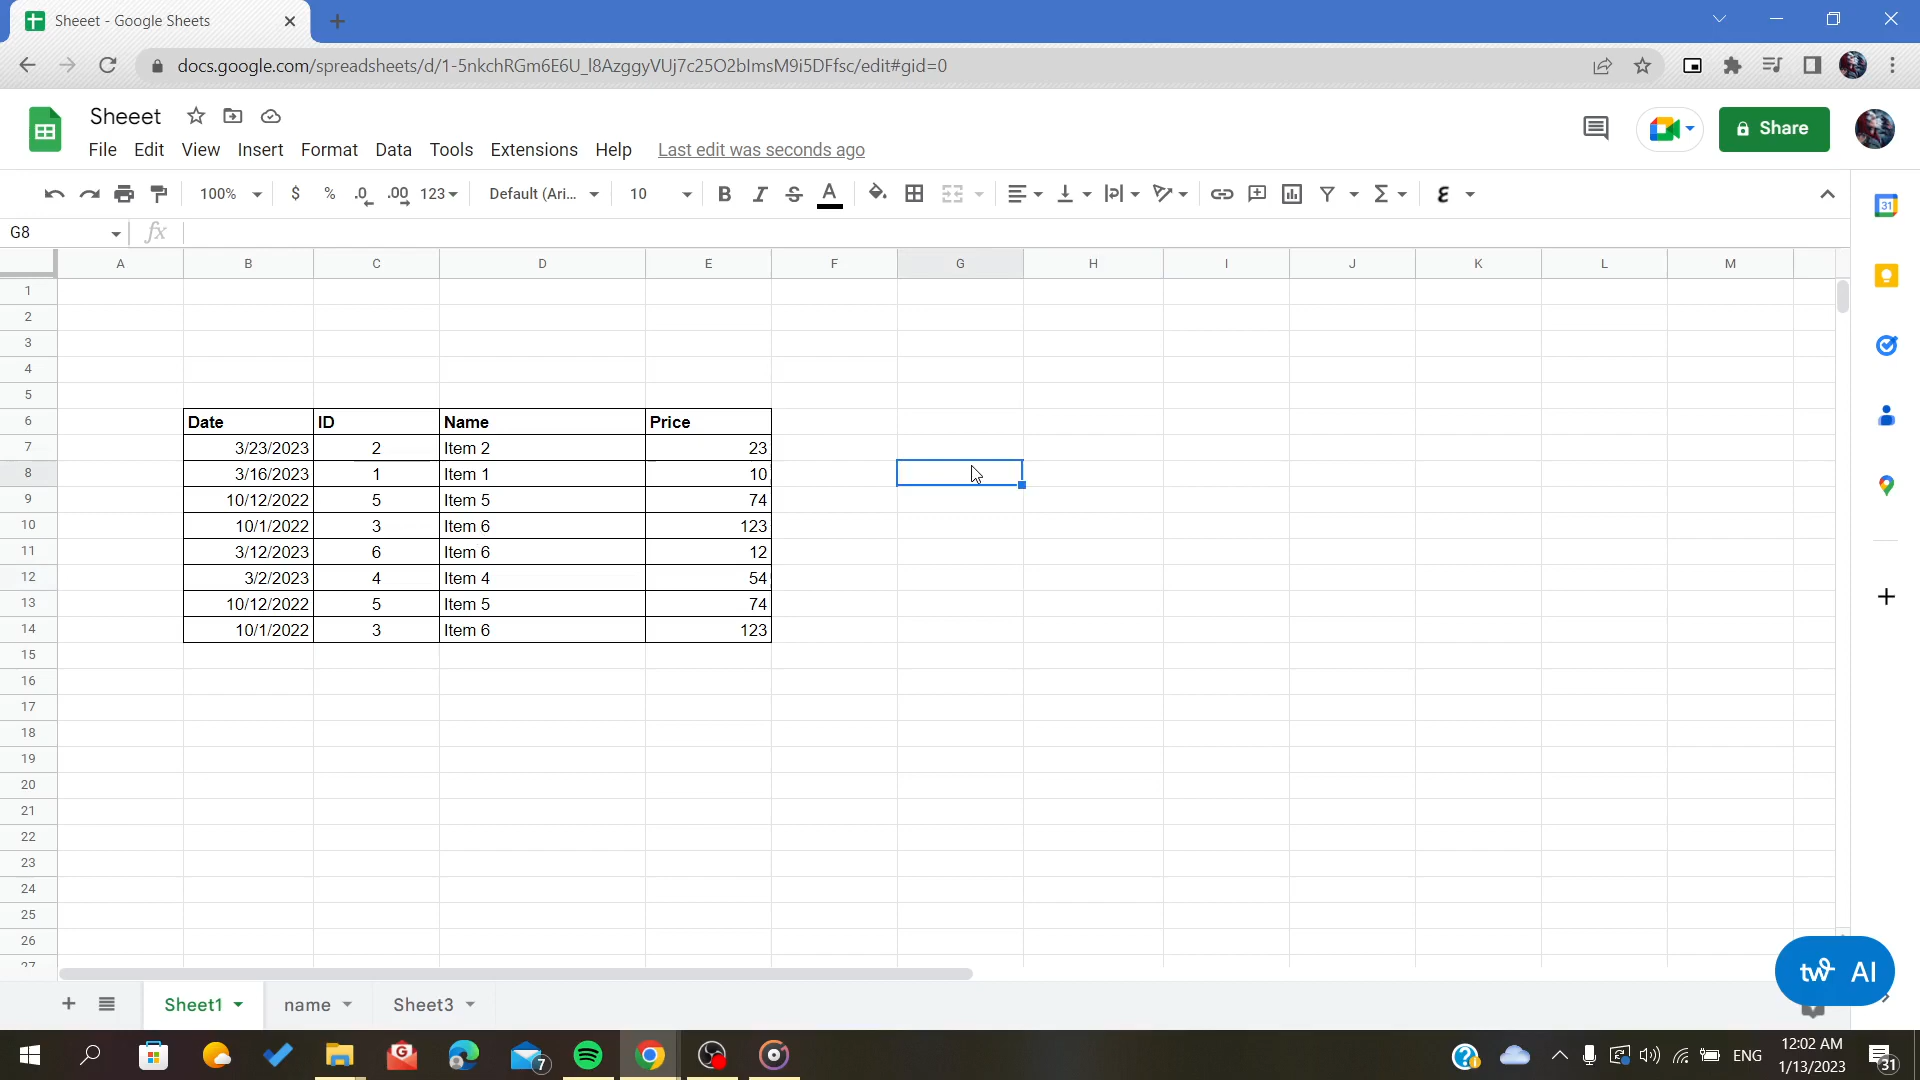 Sheeet - Google Sheets
docs.google.com/spreadsheets/d/1-5nkchRGm6E6U_l8AzggyVUj7c25O2bImsM9i5DFfsc/edit#gid=0
Sheeet
File Edit View Insert Format Data Tools Extensions Help Last edit was seconds ago
Share
100% $ % .0 .00 123 Default (Ari... 10 B I S A Σ ε
31
G8 fx
A B C D E F G H I J K L M
1
2
3
4
5
6 Date ID Name Price
7 3/23/2023 2 Item 2 23
8 3/16/2023 1 Item 1 10
9 10/12/2022 5 Item 5 74
10 10/1/2022 3 Item 6 123
11 3/12/2023 6 Item 6 12
12 3/2/2023 4 Item 4 54
13 10/12/2022 5 Item 5 74
14 10/1/2022 3 Item 6 123
15
16
17
18
19
20
21
22
23
24
25
26
27
tw AI
Sheet1 name Sheet3
7
ENG
12:02 AM
1/13/2023
31